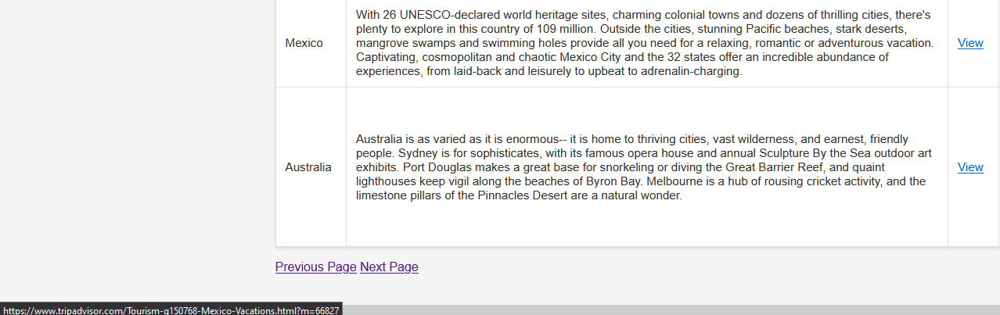 With 26 UNESCO-declared world heritage sites, charming colonial towns and dozens of thrilling cities, there's
plenty to explore in this country of 109 million. Outside the cities, stunning Pacific beaches, stark deserts,
Mexico
mangrove swamps and swimming holes provide all you need for a relaxing, romantic or adventurous vacation.
View
Captivating, cosmopolitan and chaotic Mexico City and the 32 states offer an incredible abundance of
experiences, from laid-back and leisurely to upbeat to adrenalin-charging.
Australia is as varied as it is enormous-- it is home to thriving cities, vast wilderness, and earnest, friendly
people. Sydney is for sophisticates, with its famous opera house and annual Sculpture By the Sea outdoor art
Australia
exhibits. Port Douglas makes a great base for snorkeling or diving the Great Barrier Reef, and quaint
View
lighthouses keep vigil along the beaches of Byron Bay. Melbourne is a hub of rousing cricket activity, and the
limestone pillars of the Pinnacles Desert are a natural wonder.
Previous Page Next Page
https://www.tripadvisor.com/Tourism-g150768-Mexico-Vacations.html?m=66827